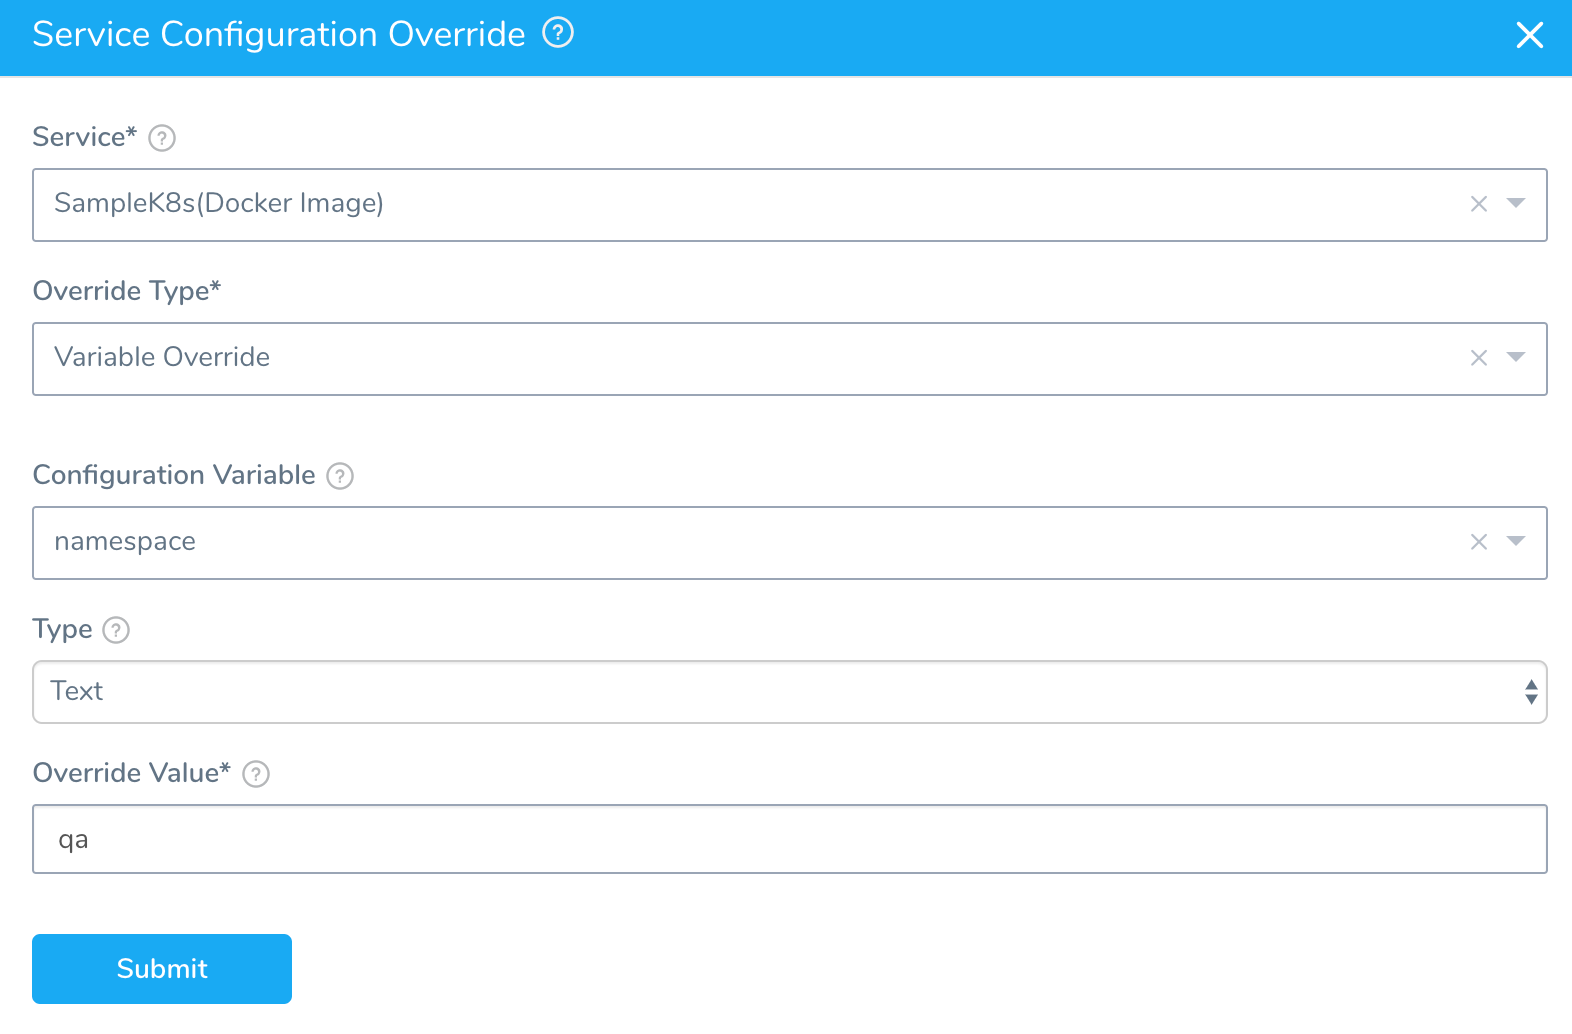 Service Configuration Override ?
Service* ?
SampleK8s(Docker Image)
Override Type*
Variable Override
Configuration Variable ?
namespace
Type ?
Text
Override Value* ?
qa
Submit